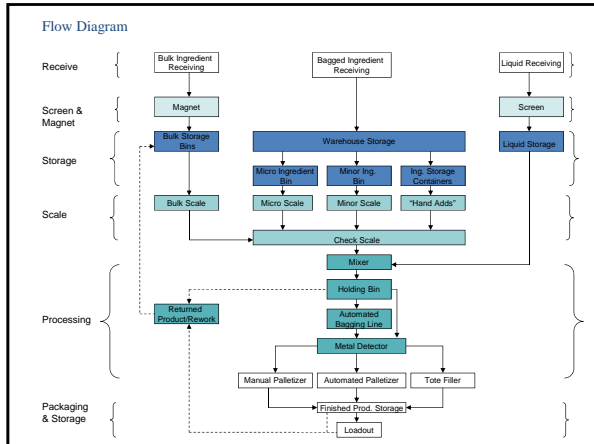 Flow Diagram
Receive
Bulk Ingredient
Receiving
Bagged Ingredient
Receiving
Liquid Receiving
Screen &
Magnet
Magnet
Screen
Storage
Bulk Storage
Bins
Warehouse Storage
Liquid Storage
Micro Ingredient
Bin
Minor Ing.
Bin
Ing. Storage
Containers
Scale
Bulk Scale
Micro Scale
Minor Scale
“Hand Adds”
Check Scale
Mixer
Holding Bin
Processing
Returned
Product/Rework
Automated
Bagging Line
Metal Detector
Manual Palletizer
Automated Palletizer
Tote Filler
Packaging
& Storage
Finished Prod. Storage
Loadout